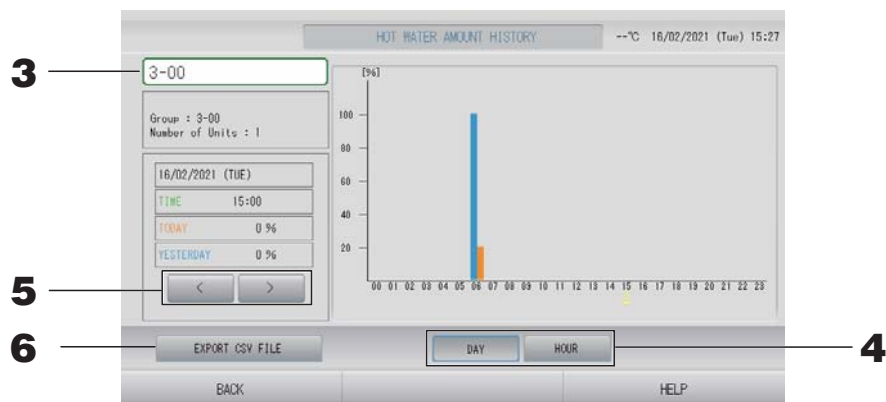 HOT WATER AMOUNT HISTORY --℃ 16/02/2021 (Tue) 15:27
3
3-00
Group : 3-00
Number of Units : 1
16/02/2021 (TUE)
TIME 15:00
TODAY 0 %
YESTERDAY 0 %
5
< >
[%]
100
80
60
40
20
00 01 02 03 04 05 06 07 08 09 10 11 12 13 14 15 16 17 18 19 20 21 22 23
6
EXPORT CSV FILE
DAY HOUR
4
BACK HELP